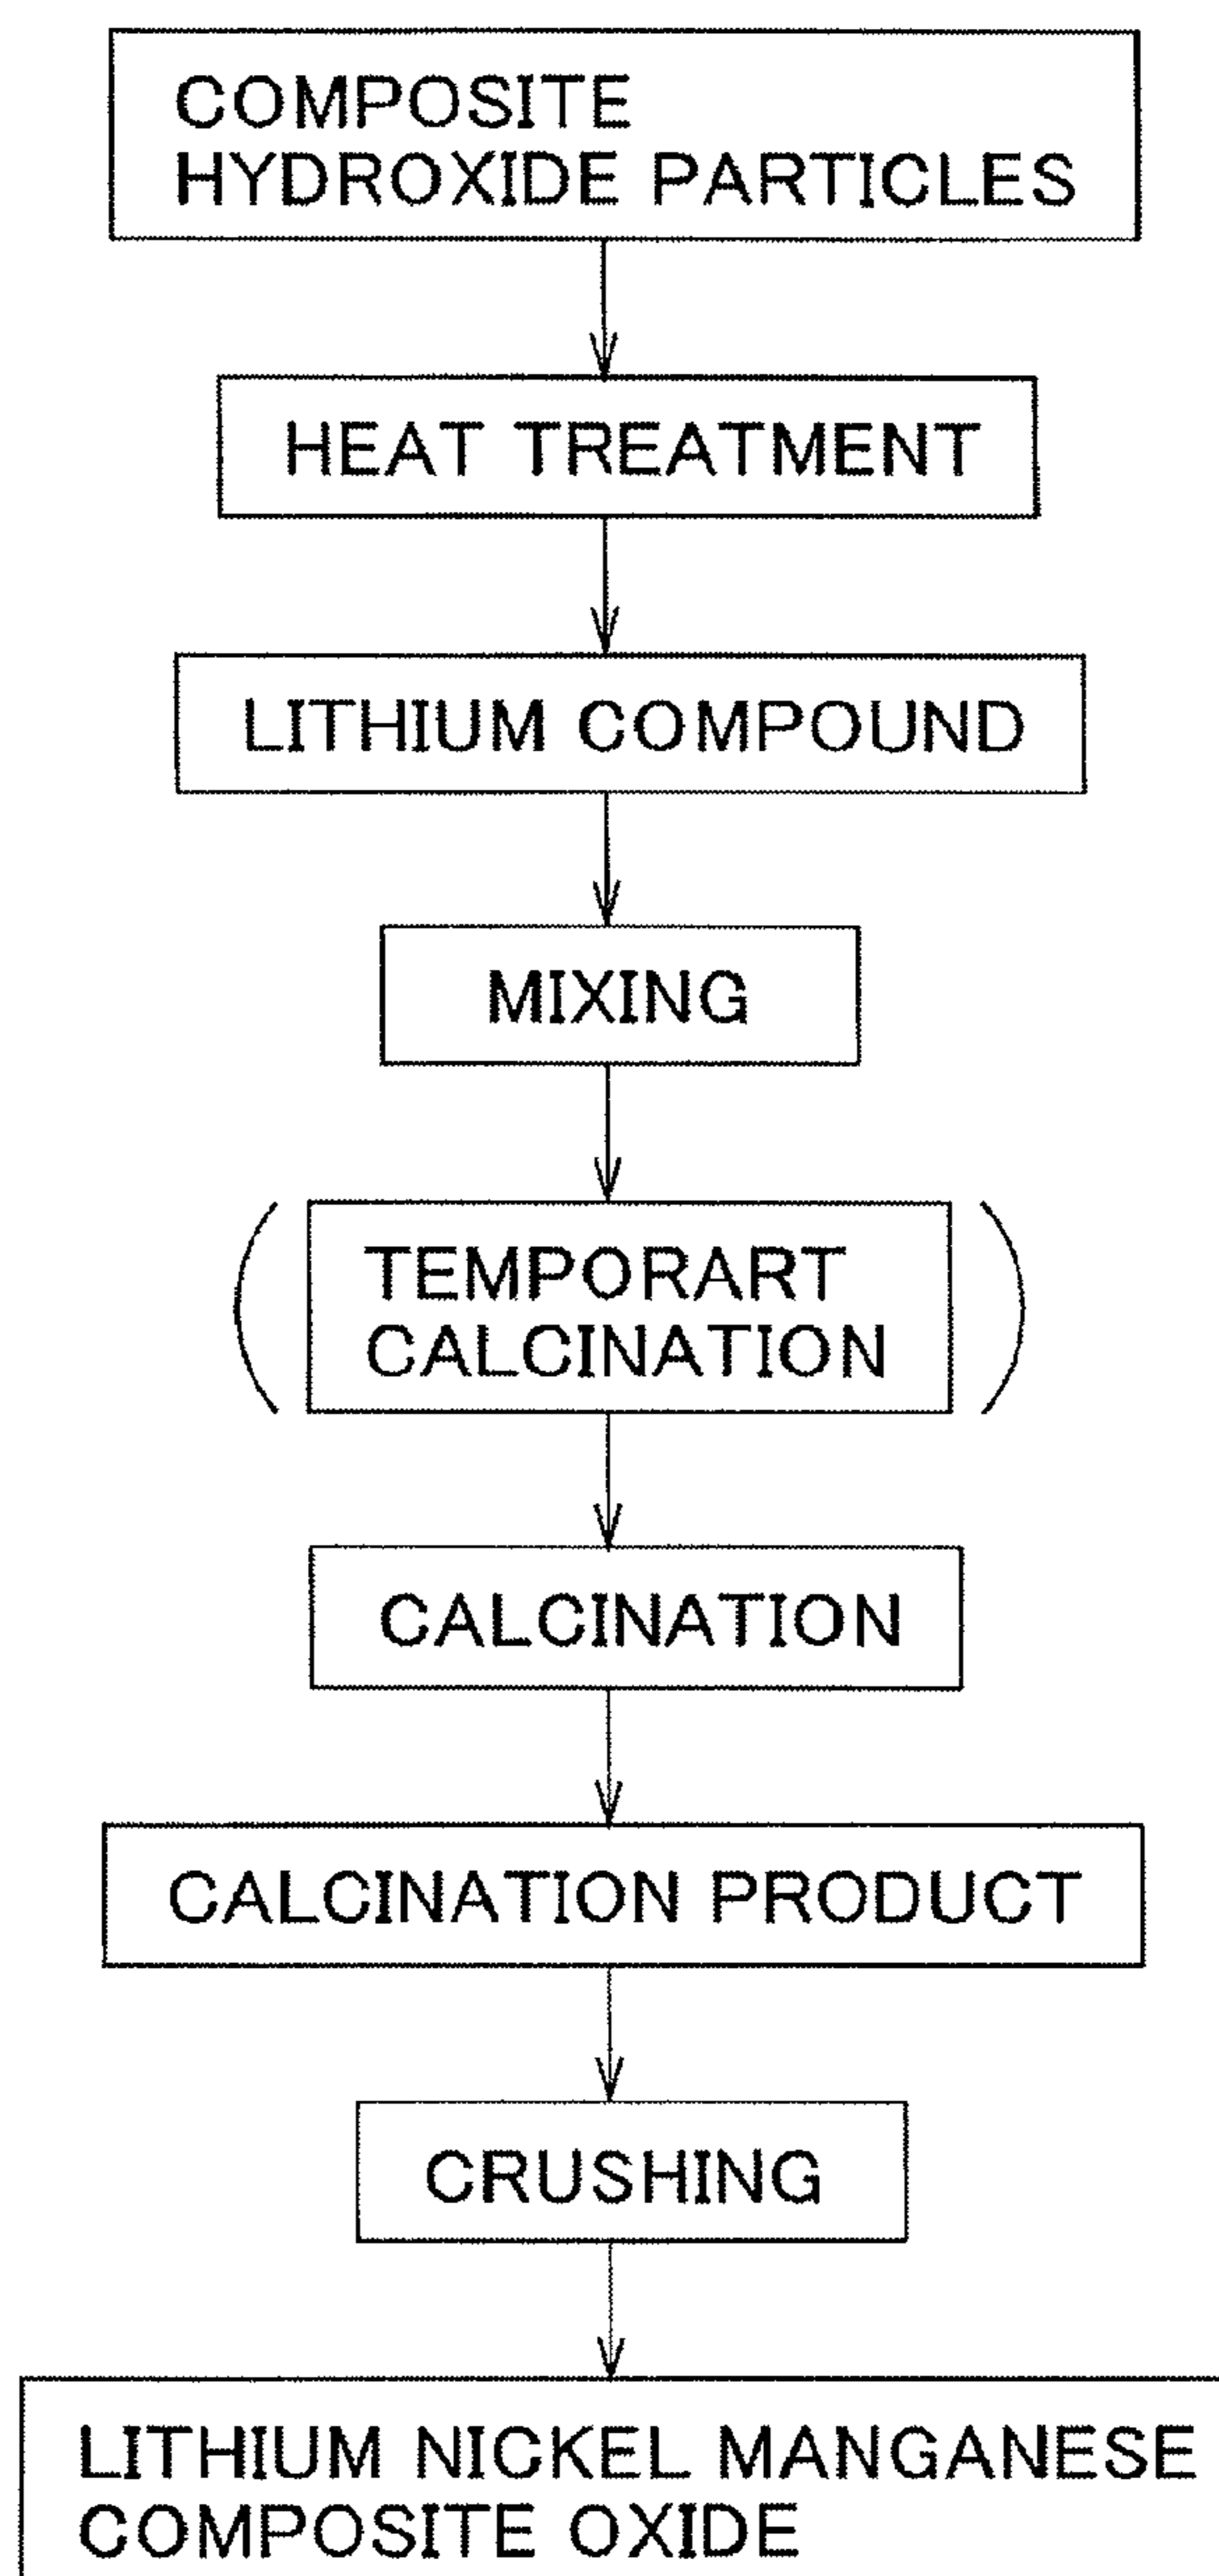 COMPOSITE
HYDROXIDE PARTICLES
HEAT TREATMENT
LITHIUM COMPOUND
MIXING
TEMPORART
CALCINATION
CALCINATION
CALCINATION PRODUCT
CRUSHING
LITHIUM NICKEL MANGANESE
COMPOSITE OXIDE